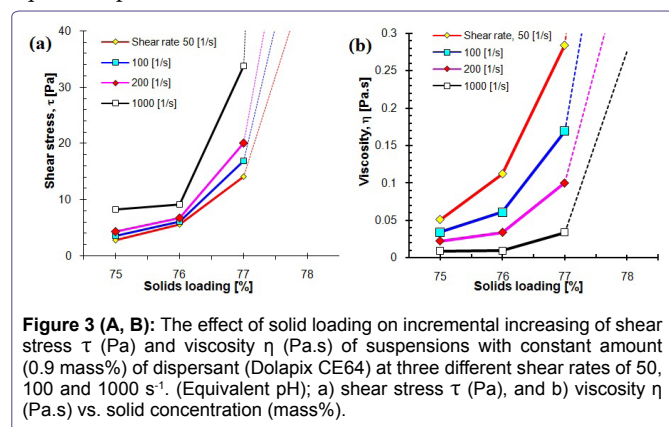 (a)
Shear rate 50 [1/s]
100 [1/s]
200 [1/s]
1000 [1/s]
Shear stress, τ [Pa]
40
30
20
10
0
75 76 77 78
Solids loading [%]
(b)
Shear rate, 50 [1/s]
100 [1/s]
200 [1/s]
1000 [1/s]
Viscosity, η [Pa.s]
0.3
0.25
0.2
0.15
0.1
0.05
0
75 76 77 78
Solids loading [%]
Figure 3 (A, B): The effect of solid loading on incremental increasing of shear
stress τ (Pa) and viscosity η (Pa.s) of suspensions with constant amount
(0.9 mass%) of dispersant (Dolapix CE64) at three different shear rates of 50,
100 and 1000 s-1. (Equivalent pH); a) shear stress τ (Pa), and b) viscosity η
(Pa.s) vs. solid concentration (mass%).